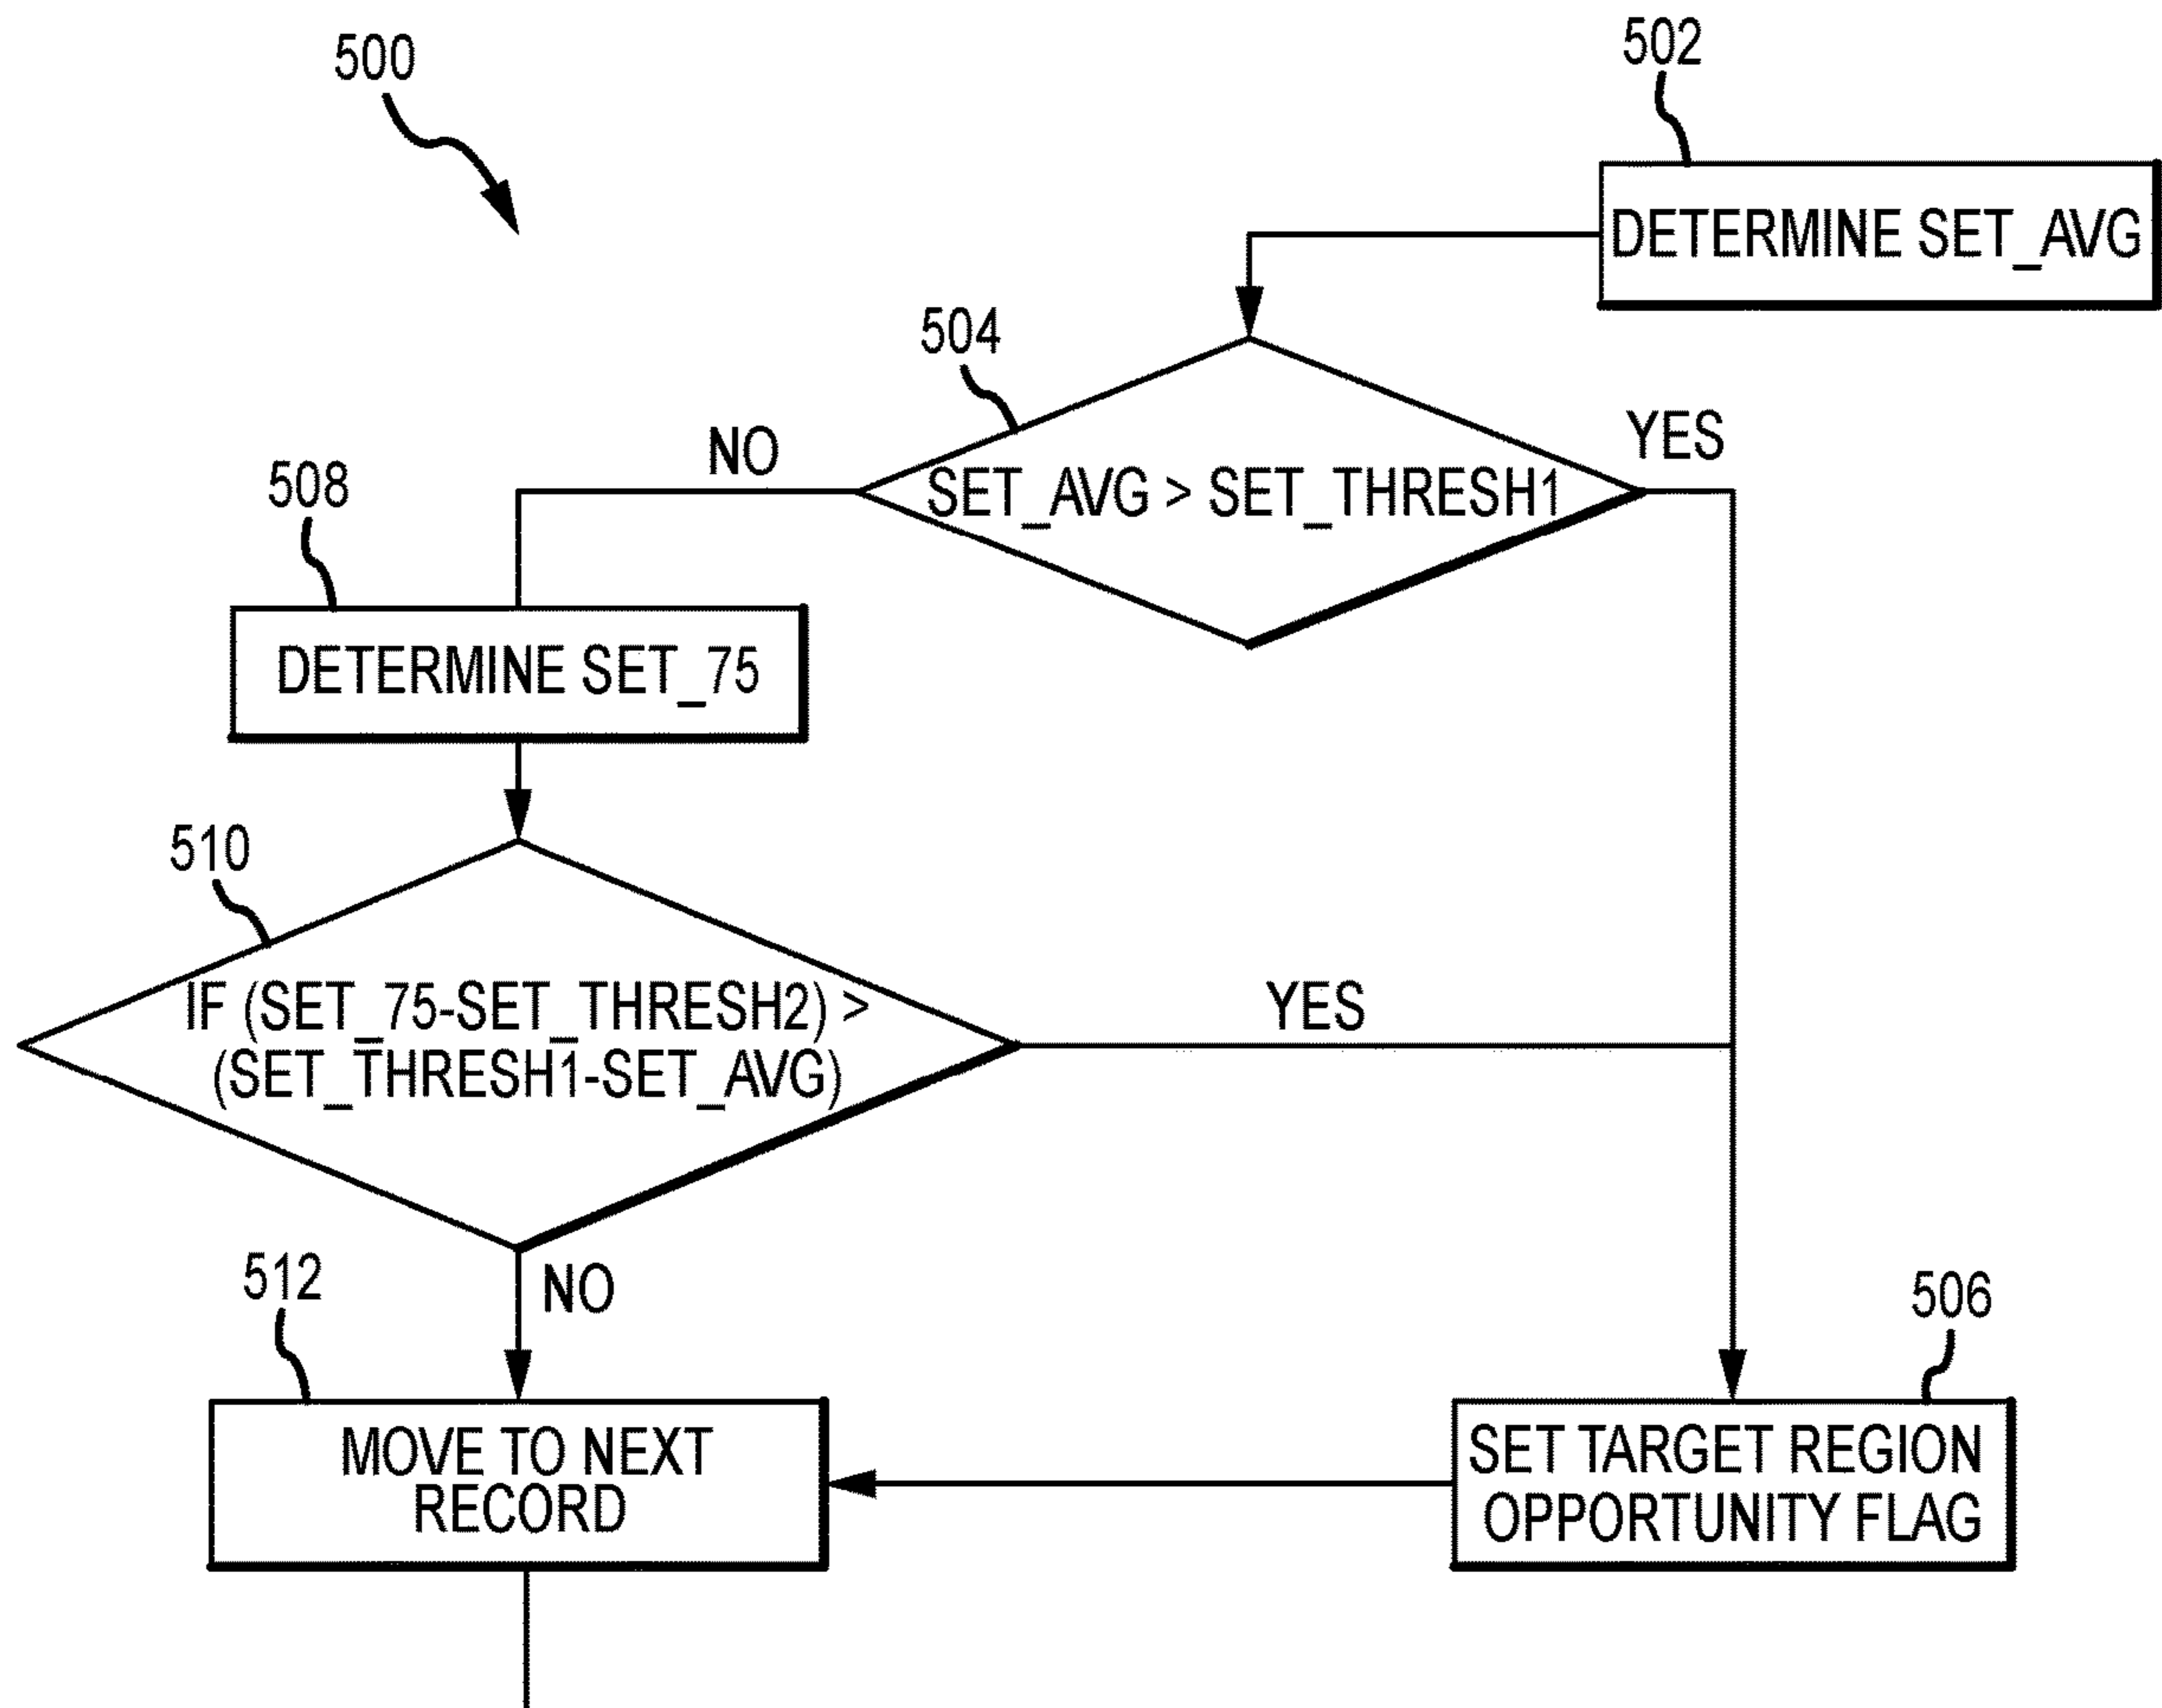 500
502
DETERMINE SET_AVG
504
NO
YES
SET_AVG > SET_THRESH1
508
DETERMINE SET_75
510
IF (SET_75-SET_THRESH2) >
(SET_THRESH1-SET_AVG)
YES
NO
512
506
MOVE TO NEXT
RECORD
SET TARGET REGION
OPPORTUNITY FLAG